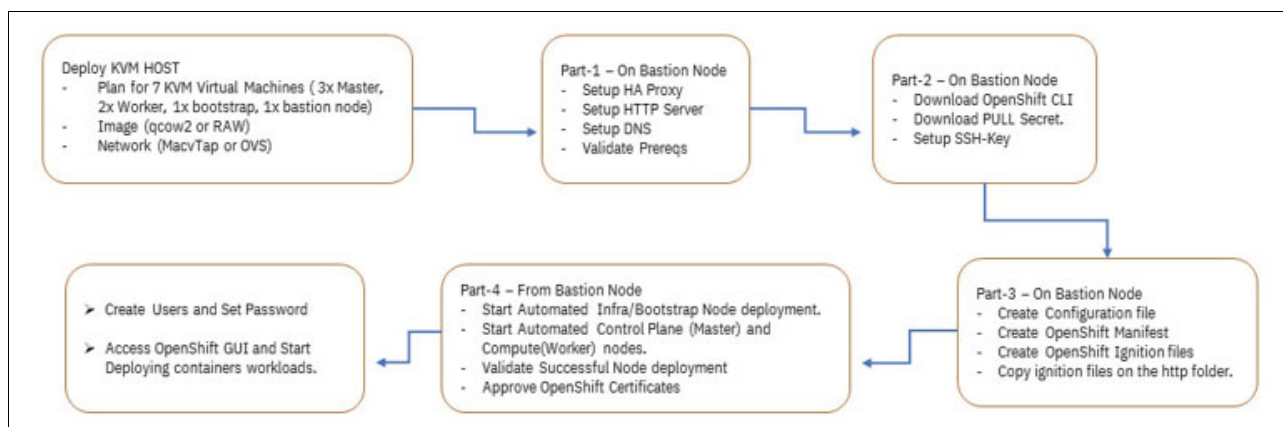 Deploy KVM HOST
- Plan for 7 KVM Virtual Machines ( 3x Master,
2x Worker, 1x bootstrap, 1x bastion node)
- Image (qcow2 or RAW)
- Network (MacvTap or OVS)
Part-1 – On Bastion Node
- Setup HA Proxy
- Setup HTTP Server
- Setup DNS
- Validate Prereqs
Part-2 – On Bastion Node
- Download OpenShift CLI
- Download PULL Secret.
- Setup SSH-Key
Part-3 – On Bastion Node
- Create Configuration file
- Create OpenShift Manifest
- Create OpenShift Ignition files
- Copy ignition files on the http folder.
Part-4 – From Bastion Node
- Start Automated Infra/Bootstrap Node deployment.
- Start Automated Control Plane (Master) and
Compute(Worker) nodes.
- Validate Successful Node deployment
- Approve OpenShift Certificates
➢ Create Users and Set Password
➢ Access OpenShift GUI and Start
Deploying containers workloads.